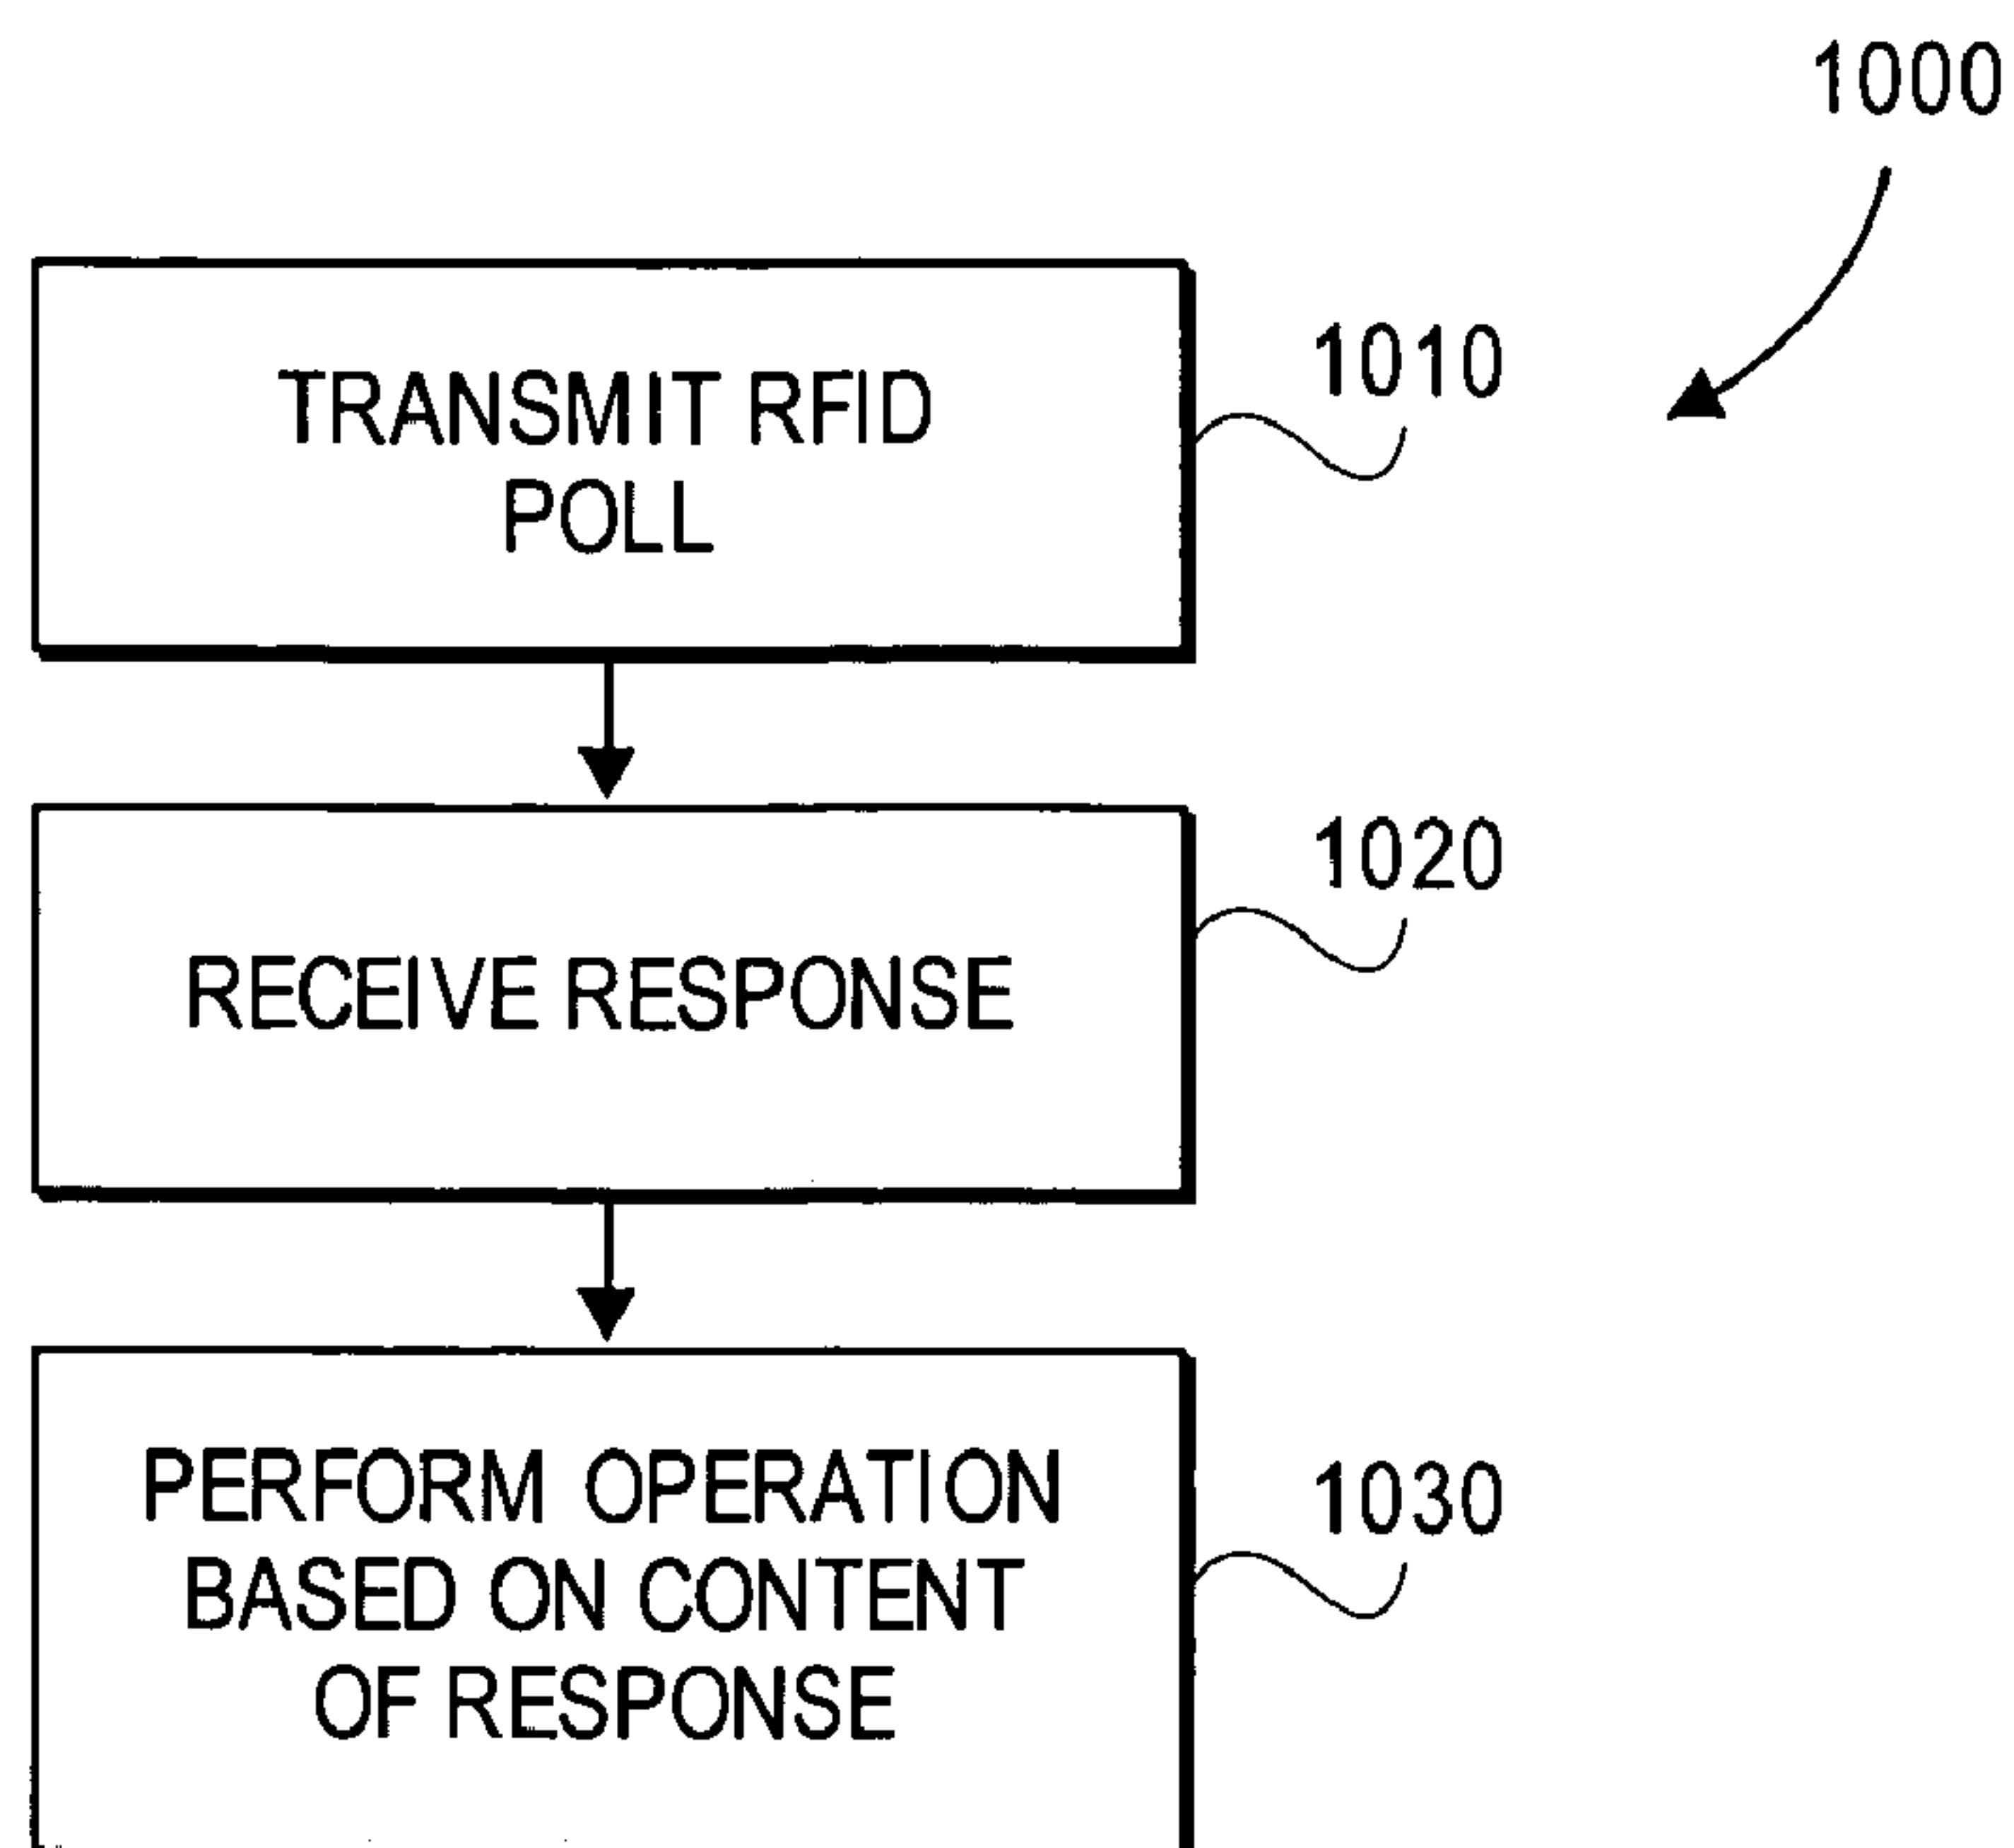 1000
TRANSMIT RFID
POLL
1010
RECEIVE RESPONSE
1020
PERFORM OPERATION
BASED ON CONTENT
OF RESPONSE
1030